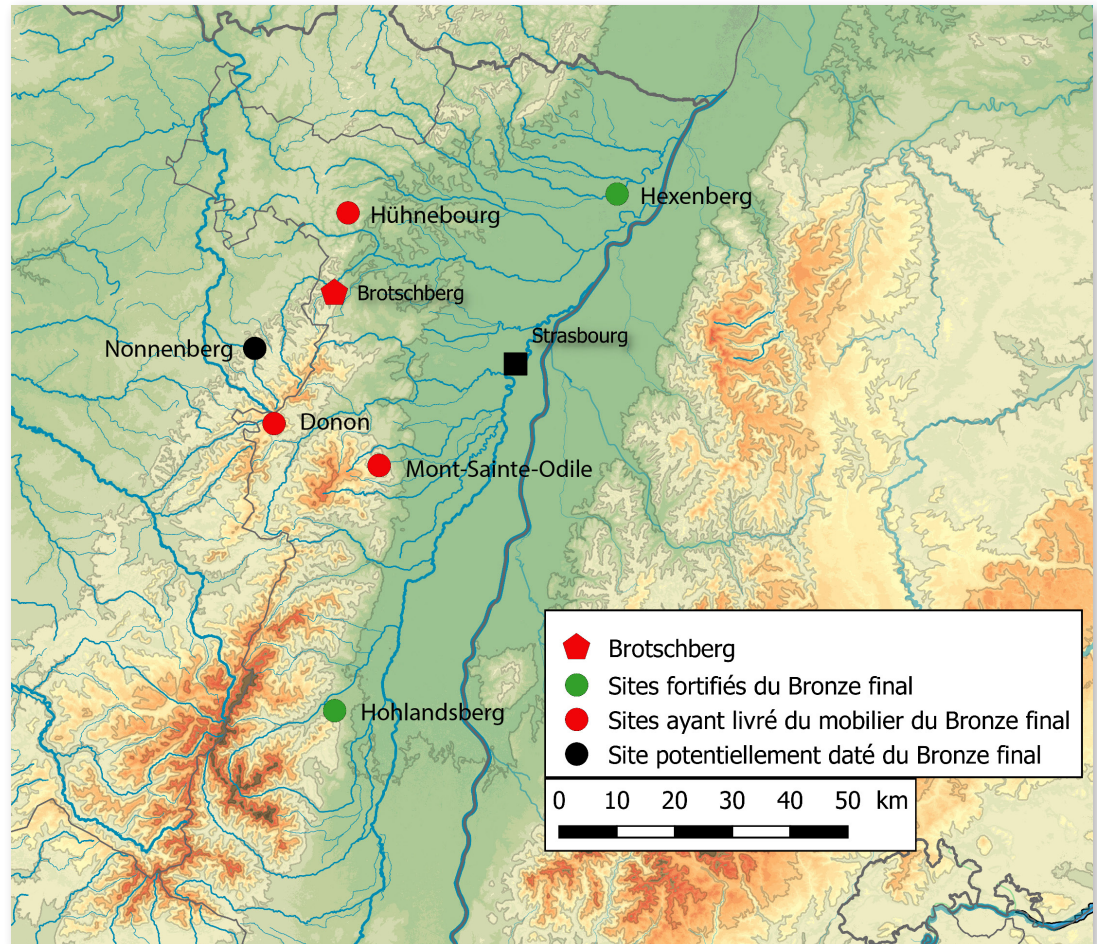 Hexenberg
Hühnebourg
Brotschberg
Strasbourg
Nonnenberg
Donon
Mont-Sainte-Odile
Hohlandsberg
Brotschberg
Sites fortifiés du Bronze final
Sites ayant livré du mobilier du Bronze final
Site potentiellement daté du Bronze final
0 10 20 30 40 50 km